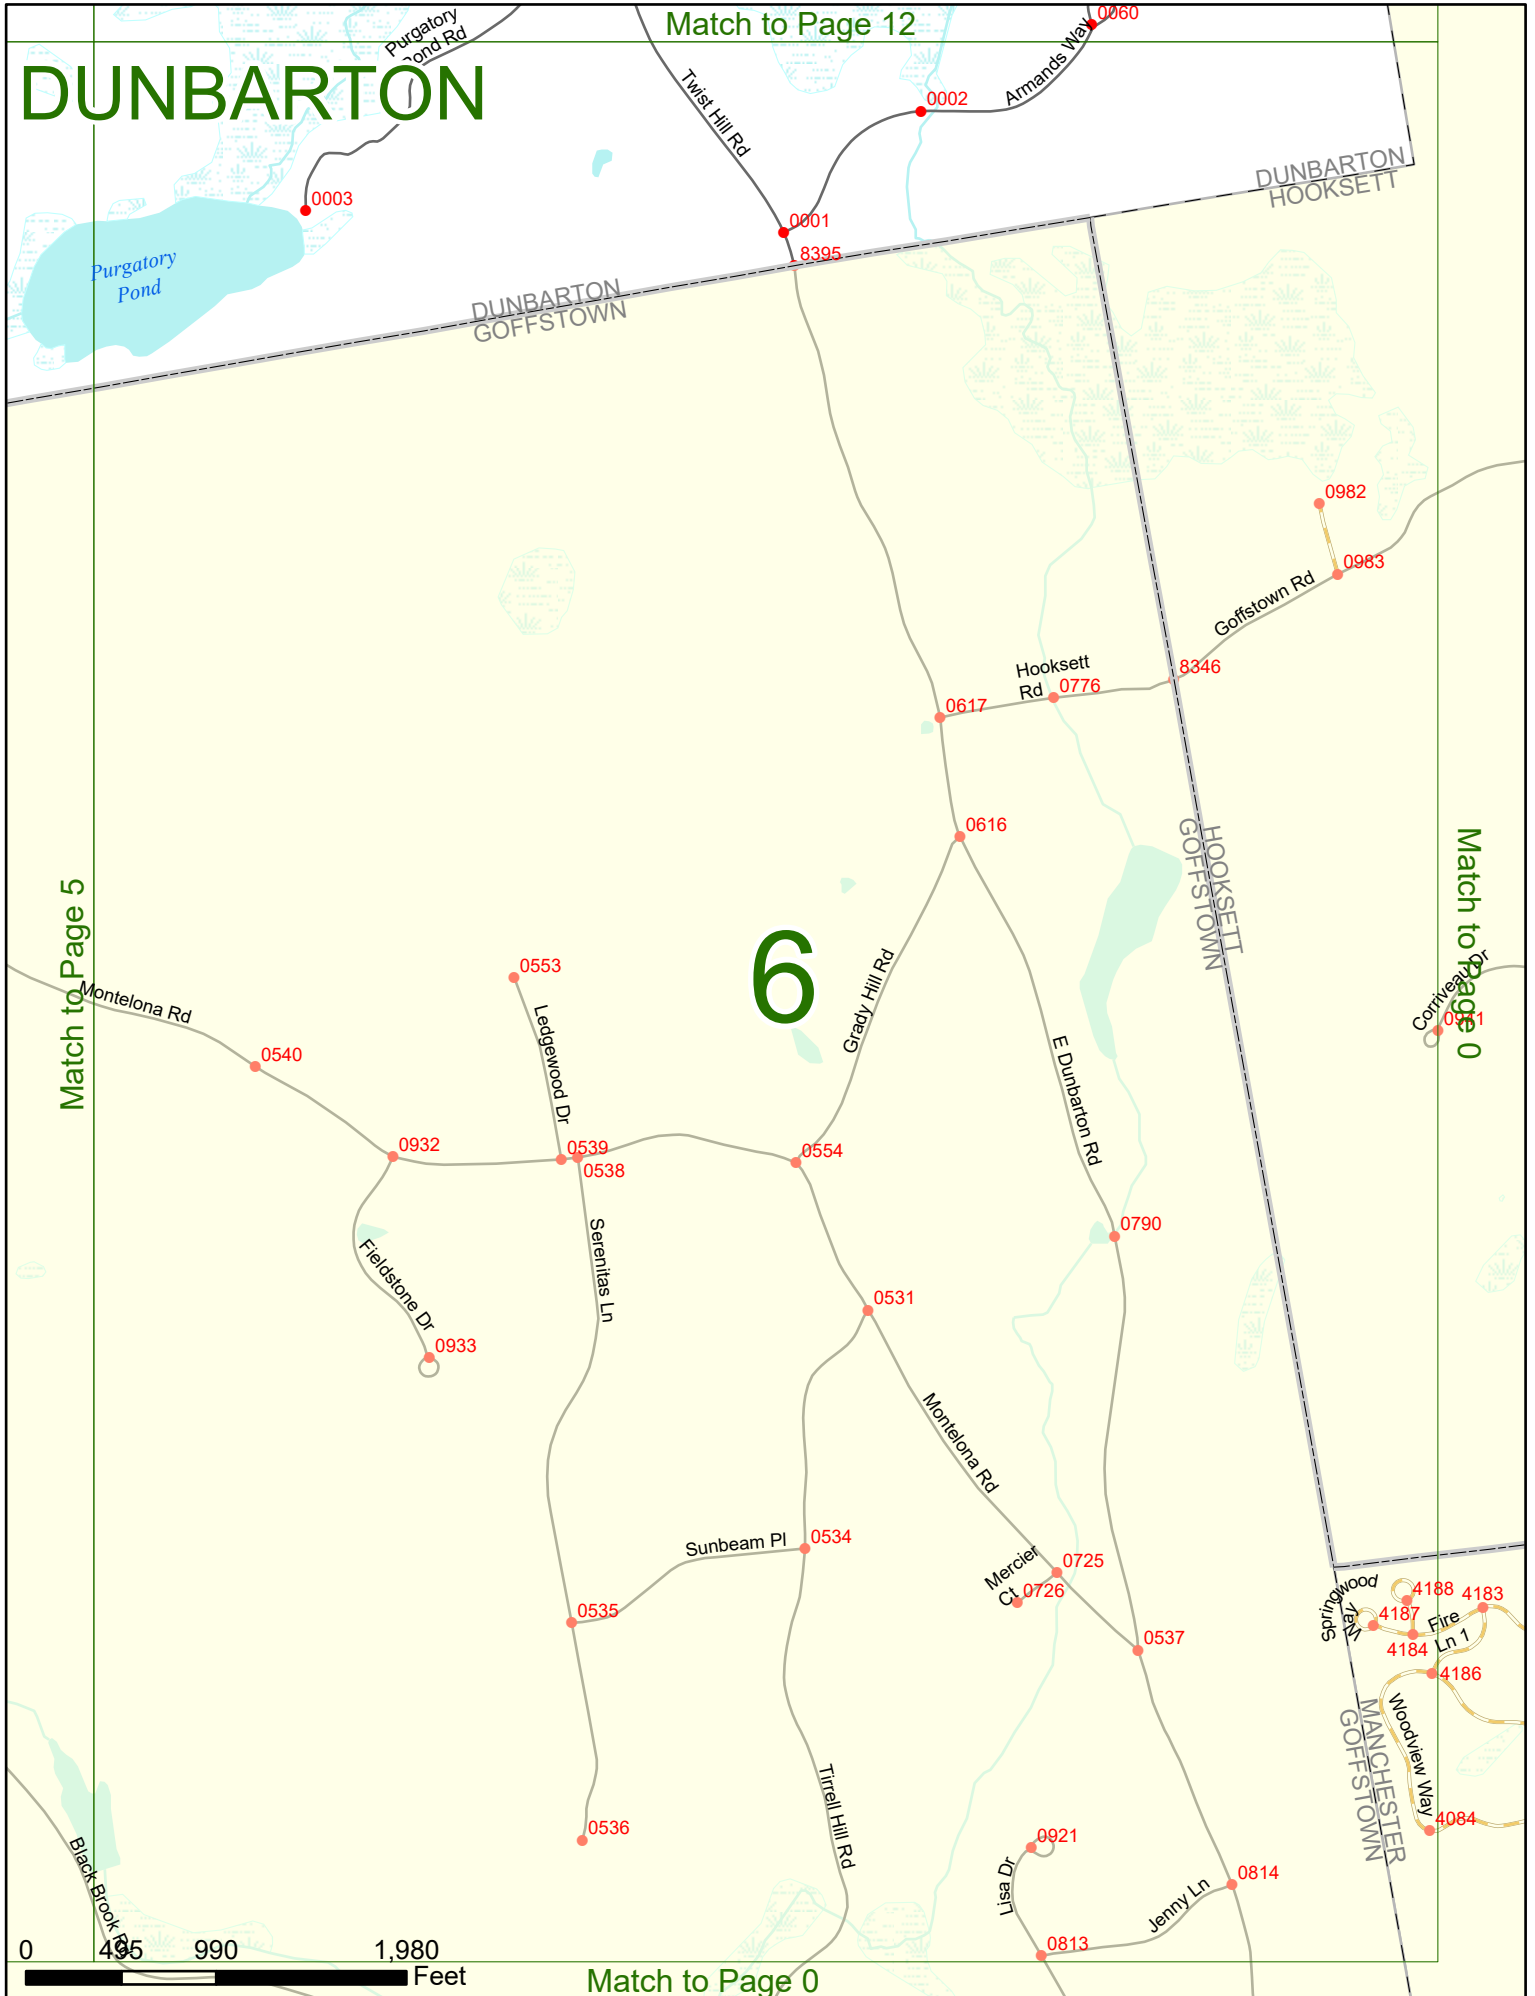 Match to Page 12
0060
Purgatory
Pond Rd
DUNBARTON
Twist Hill Rd
Armands Way
0002
DUNBARTON
HOOKSETT
0003
0001
8395
Purgatory
Pond
DUNBARTON
GOFFSTOWN
0982
0983
Goffstown Rd
Hooksett
Rd
0776
8346
0617
0616
HOOKSETT
GOFFSTOWN
Match to Page 5
Match to Page 0
6
0553
Montelona Rd
Ledgewood Dr
Grady Hill Rd
Corriveau Dr
0941
0540
E Dunbarton Rd
0932
0539
0538
0554
0790
Serenitas Ln
Fieldstone Dr
0933
0531
Montelona Rd
Sunbeam Pl
0534
Mercier
Ct
0725
0726
0535
0537
Springwood
Way
4188
4183
4187
Fire
Ln 1
4184
4186
Woodview Way
MANCHESTER
GOFFSTOWN
Tirrell Hill Rd
0536
4084
0921
Black Brook Rd
Lisa Dr
0814
Jenny Ln
0813
0 495 990 1,980
Feet
Match to Page 0